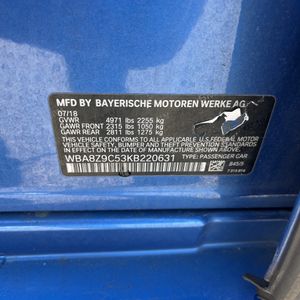 MFD BY BAYERISCHE MOTOREN WERKE AG
07/18
GVWR 4971 lbs 2255 kg
GAWR FRONT 2315 lbs 1050 kg
GAWR REAR 2811 lbs 1275 kg
THIS VEHICLE CONFORMS TO ALL APPLICABLE
U.S. FEDERAL MOTOR VEHICLE SAFETY, BUMPER,
AND THEFT PREVENTION STANDARDS
IN EFFECT ON THE DATE OF
MANUFACTURE SHOWN ABOVE.
WBA8Z9C53KB220631 TYPE: PASSENGER CAR